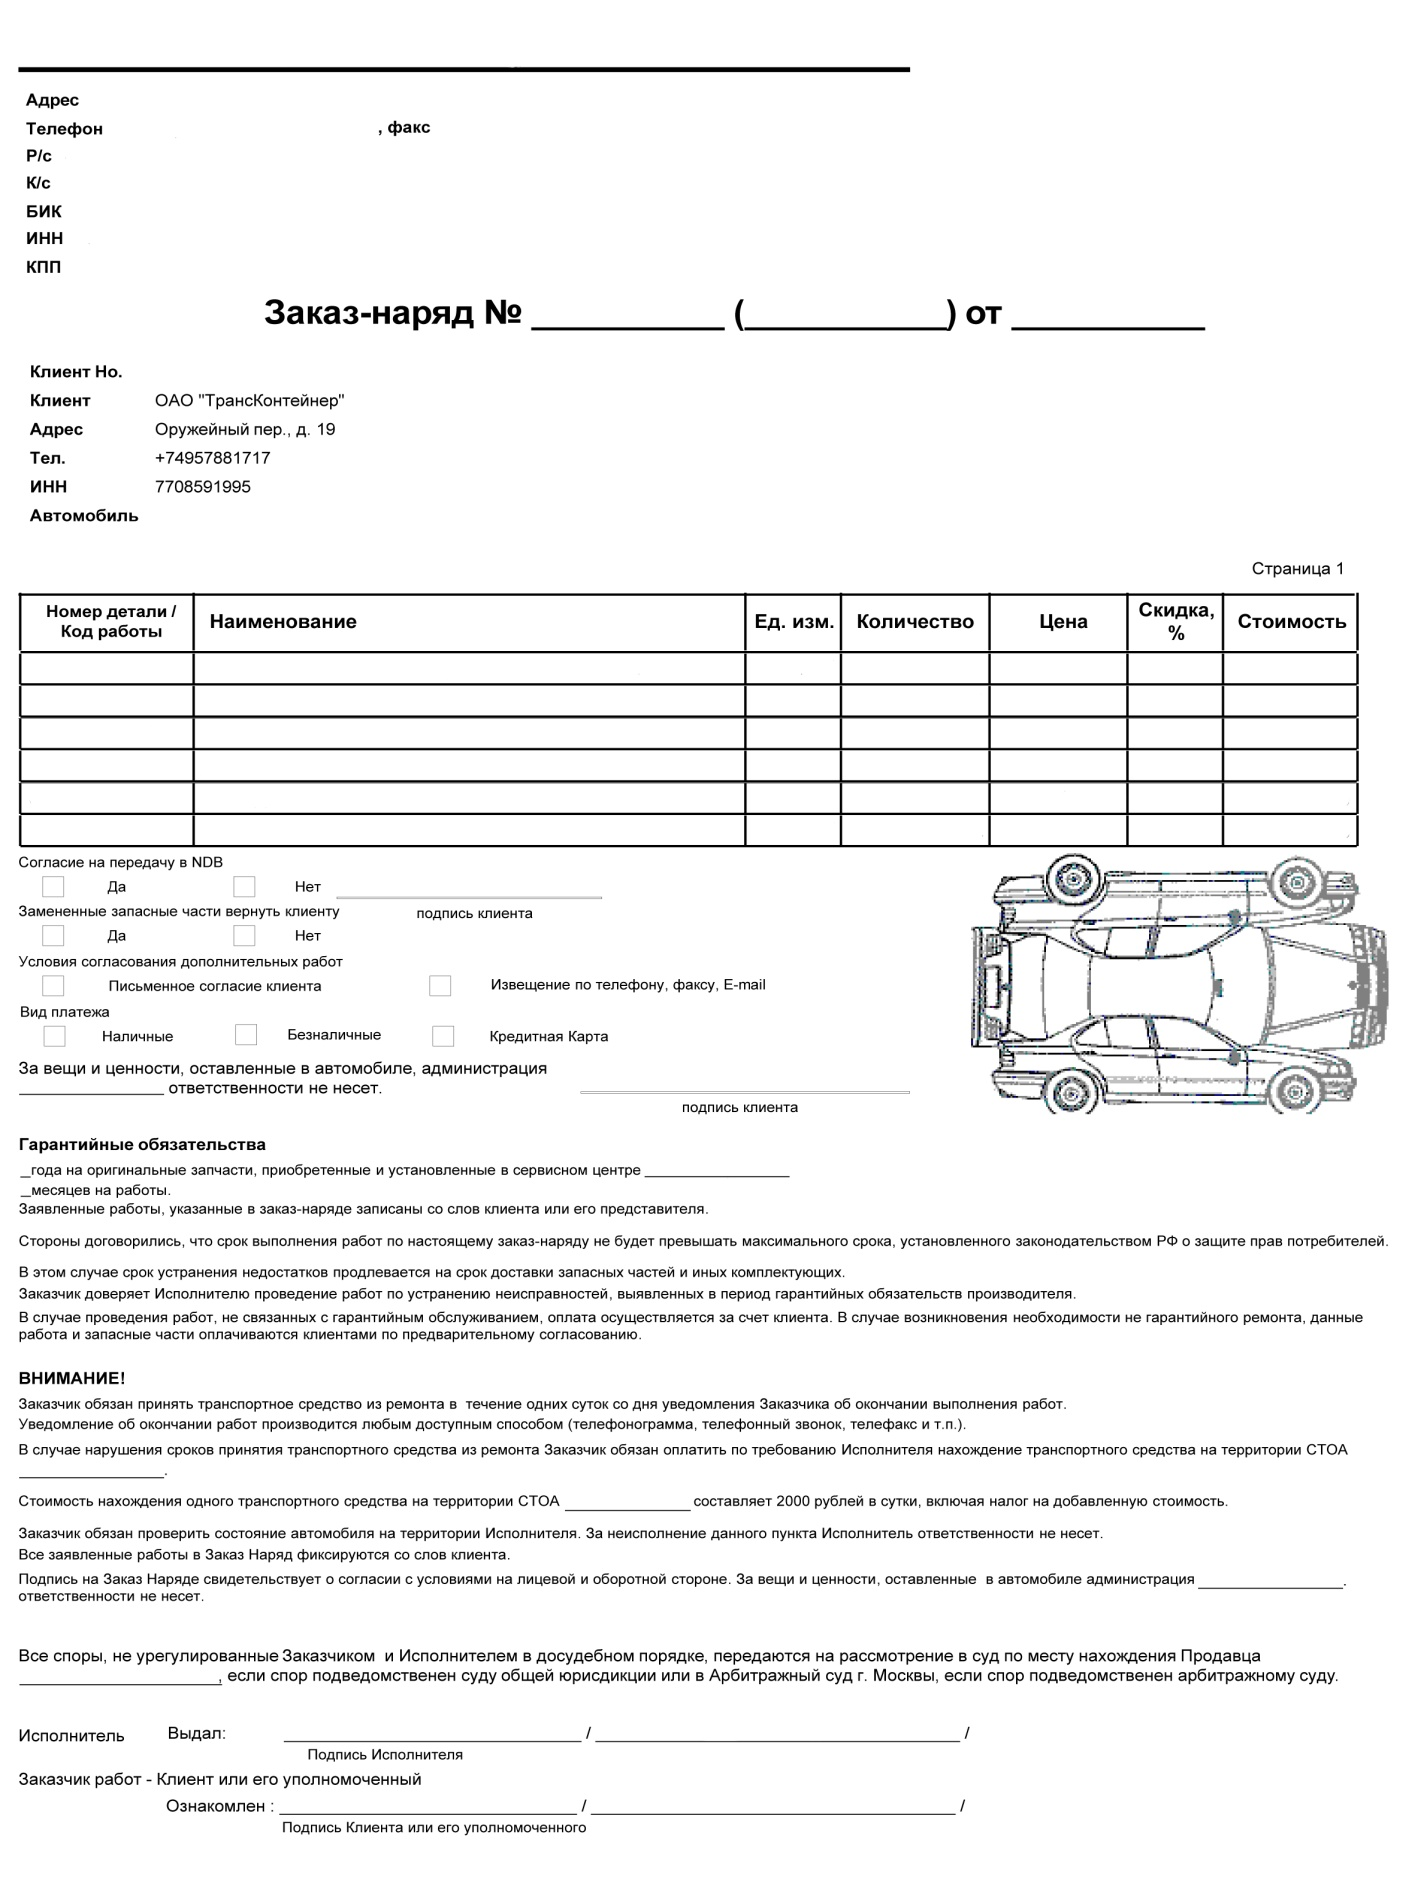 Адрес
Телефон , факс
Р/с
К/с
БИК
ИНН
КПП
Заказ-наряд № __________ (__________) от __________
Клиент Но.
Клиент ОАО "ТрансКонтейнер"
Адрес Оружейный пер., д. 19
Тел. +74957881717
ИНН 7708591995
Автомобиль
Страница 1
Номер детали / Код работы Наименование Ед. изм. Количество Цена Скидка, % Стоимость
Согласие на передачу в NDB
Да Нет
Замененные запасные части вернуть клиенту подпись клиента
Да Нет
Условия согласования дополнительных работ
Письменное согласие клиента Извещение по телефону, факсу, E-mail
Вид платежа
Наличные Безналичные Кредитная Карта
За вещи и ценности, оставленные в автомобиле, администрация
_______________ ответственности не несет.
подпись клиента
Гарантийные обязательства
_года на оригинальные запчасти, приобретенные и установленные в сервисном центре _______________
_месяцев на работы.
Заявленные работы, указанные в заказ-наряде записаны со слов клиента или его представителя.
Стороны договорились, что срок выполнения работ по настоящему заказ-наряду не будет превышать максимального срока, установленного законодательством РФ о защите прав потребителей.
В этом случае срок устранения недостатков продлевается на срок доставки запасных частей и иных комплектующих.
Заказчик доверяет Исполнителю проведение работ по устранению неисправностей, выявленных в период гарантийных обязательств производителя.
В случае проведения работ, не связанных с гарантийным обслуживанием, оплата осуществляется за счет клиента. В случае возникновения необходимости не гарантийного ремонта, данные
работа и запасные части оплачиваются клиентами по предварительному согласованию.
ВНИМАНИЕ!
Заказчик обязан принять транспортное средство из ремонта в течение одних суток со дня уведомления Заказчика об окончании выполнения работ.
Уведомление об окончании работ производится любым доступным способом (телефонограмма, телефонный звонок, телефакс и т.п.).
В случае нарушения сроков принятия транспортного средства из ремонта Заказчик обязан оплатить по требованию Исполнителя нахождение транспортного средства на территории СТОА
_______________.
Стоимость нахождения одного транспортного средства на территории СТОА _____________ составляет 2000 рублей в сутки, включая налог на добавленную стоимость.
Заказчик обязан проверить состояние автомобиля на территории Исполнителя. За неисполнение данного пункта Исполнитель ответственности не несет.
Все заявленные работы в Заказ Наряд фиксируются со слов клиента.
Подпись на Заказ Наряде свидетельствует о согласии с условиями на лицевой и оборотной стороне. За вещи и ценности, оставленные в автомобиле администрация _______________.
ответственности не несет.
Все споры, не урегулированные Заказчиком и Исполнителем в досудебном порядке, передаются на рассмотрение в суд по месту нахождения Продавца
____________________, если спор подведомственен суду общей юрисдикции или в Арбитражный суд г. Москвы, если спор подведомственен арбитражному суду.
Исполнитель Выдал: ______________________________ / ______________________________ /
Подпись Исполнителя
Заказчик работ - Клиент или его уполномоченный
Ознакомлен : ______________________________ / ______________________________ /
Подпись Клиента или его уполномоченного